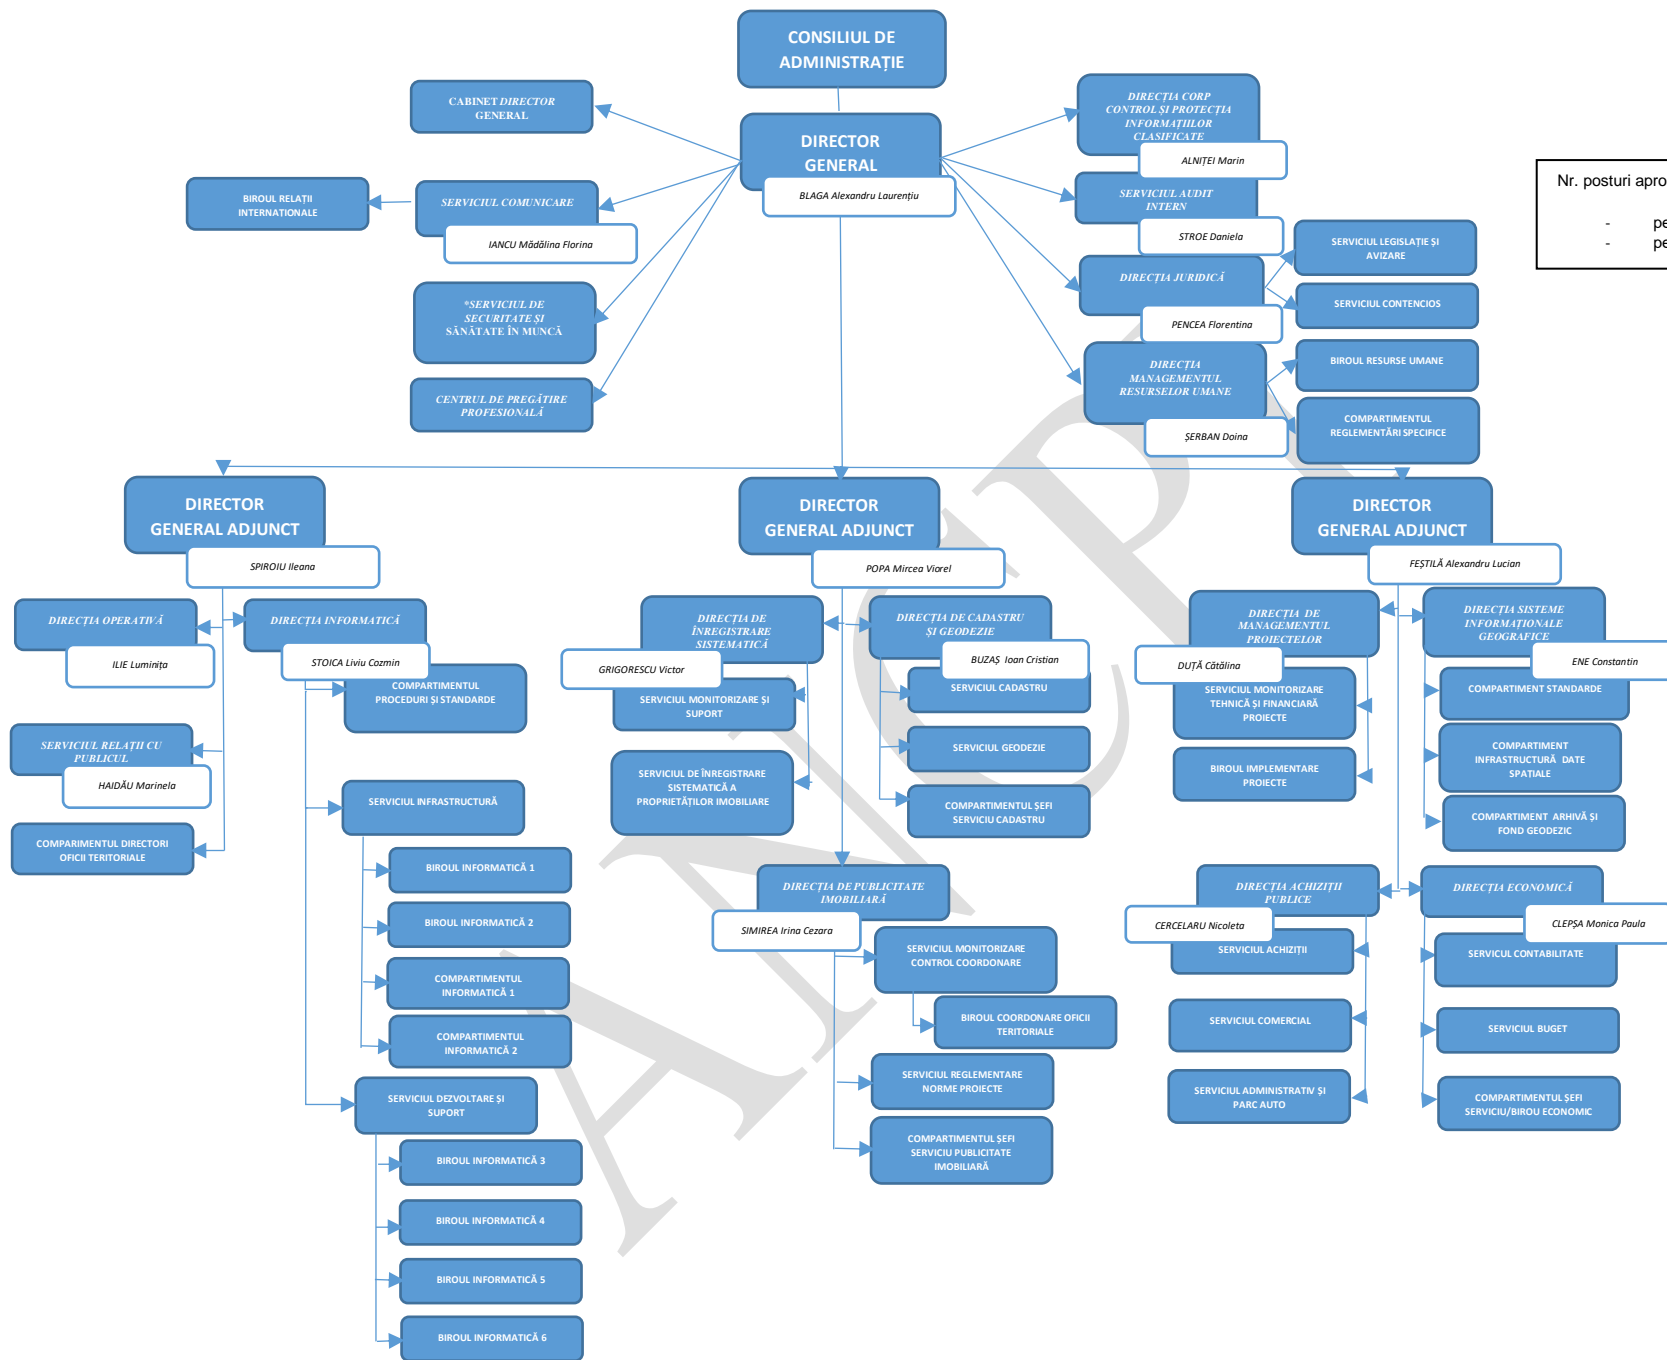 CONSILIUL DE
ADMINISTRAȚIE
CABINET DIRECTOR
GENERAL
DIRECTOR
GENERAL
BLAGA Alexandru Laurențiu
DIRECȚIA CORP
CONTROL ȘI PROTECȚIA
INFORMAȚIILOR
CLASIFICATE
ALNIȚEI Marin
Nr. posturi apro
- pe
- pe
BIROUL RELAȚII
INTERNAȚIONALE
SERVICIUL COMUNICARE
IANCU Mădălina Florina
SERVICIUL AUDIT
INTERN
STROE Daniela
DIRECȚIA JURIDICĂ
PENCEA Florentina
SERVICIUL LEGISLAȚIE ȘI
AVIZARE
SERVICIUL CONTENCIOS
*SERVICIUL DE
SECURITATE ȘI
SĂNĂTATE ÎN MUNCĂ
CENTRUL DE PREGĂTIRE
PROFESIONALĂ
DIRECȚIA
MANAGEMENTUL
RESURSELOR UMANE
ȘERBAN Doina
BIROUL RESURSE UMANE
COMPARTIMENTUL
REGLEMENTĂRI SPECIFICE
DIRECTOR
GENERAL ADJUNCT
SPIROIU Ileana
DIRECȚIA OPERATIVĂ
ILIE Luminița
DIRECȚIA INFORMATICĂ
STOICA Liviu Cozmin
COMPARTIMENTUL
PROCEDURI ȘI STANDARDE
SERVICIUL RELAȚII CU
PUBLICUL
HAIDĂU Marinela
COMPARIMENTUL DIRECTORI
OFICII TERITORIALE
SERVICIUL INFRASTRUCTURĂ
BIROUL INFORMATICĂ 1
BIROUL INFORMATICĂ 2
COMPARTIMENTUL
INFORMATICĂ 1
COMPARTIMENTUL
INFORMATICĂ 2
SERVICIUL DEZVOLTARE ȘI
SUPORT
BIROUL INFORMATICĂ 3
BIROUL INFORMATICĂ 4
BIROUL INFORMATICĂ 5
BIROUL INFORMATICĂ 6
DIRECTOR
GENERAL ADJUNCT
POPA Mircea Viorel
DIRECȚIA DE
ÎNREGISTRARE
SISTEMATICĂ
GRIGORESCU Victor
SERVICIUL MONITORIZARE ȘI
SUPORT
SERVICIUL DE ÎNREGISTRARE
SISTEMATICĂ A
PROPRIETĂȚILOR IMOBILIARE
DIRECȚIA DE CADASTRU
ȘI GEODEZIE
BUZAȘ Ioan Cristian
SERVICIUL CADASTRU
SERVICIUL GEODEZIE
COMPARTIMENTUL ȘEFI
SERVICIU CADASTRU
DIRECȚIA DE PUBLICITATE
IMOBILIARĂ
SIMIREA Irina Cezara
SERVICIUL MONITORIZARE
CONTROL COORDONARE
BIROUL COORDONARE OFICII
TERITORIALE
SERVICIUL REGLEMENTARE
NORME PROIECTE
COMPARTIMENTUL ȘEFI
SERVICIU PUBLICITATE
IMOBILIARĂ
DIRECTOR
GENERAL ADJUNCT
FEȘTILĂ Alexandru Lucian
DIRECȚIA DE
MANAGEMENTUL
PROIECTELOR
DUȚĂ Cătălina
SERVICIUL MONITORIZARE
TEHNICĂ ȘI FINANCIARĂ
PROIECTE
BIROUL IMPLEMENTARE
PROIECTE
DIRECȚIA SISTEME
INFORMAȚIONALE
GEOGRAFICE
ENE Constantin
COMPARTIMENT STANDARDE
COMPARTIMENT
INFRASTRUCTURĂ DATE
SPATIALE
COMPARTIMENT ARHIVĂ ȘI
FOND GEODEZIC
DIRECȚIA ACHIZIȚII
PUBLICE
CERCELARU Nicoleta
SERVICIUL ACHIZIȚII
SERVICIUL COMERCIAL
SERVICIUL ADMINISTRATIV ȘI
PARC AUTO
DIRECȚIA ECONOMICĂ
CLEPȘA Monica Paula
SERVICUL CONTABILITATE
SERVICIUL BUGET
COMPARTIMENTUL ȘEFI
SERVICIU/BIROU ECONOMIC
ANCPI